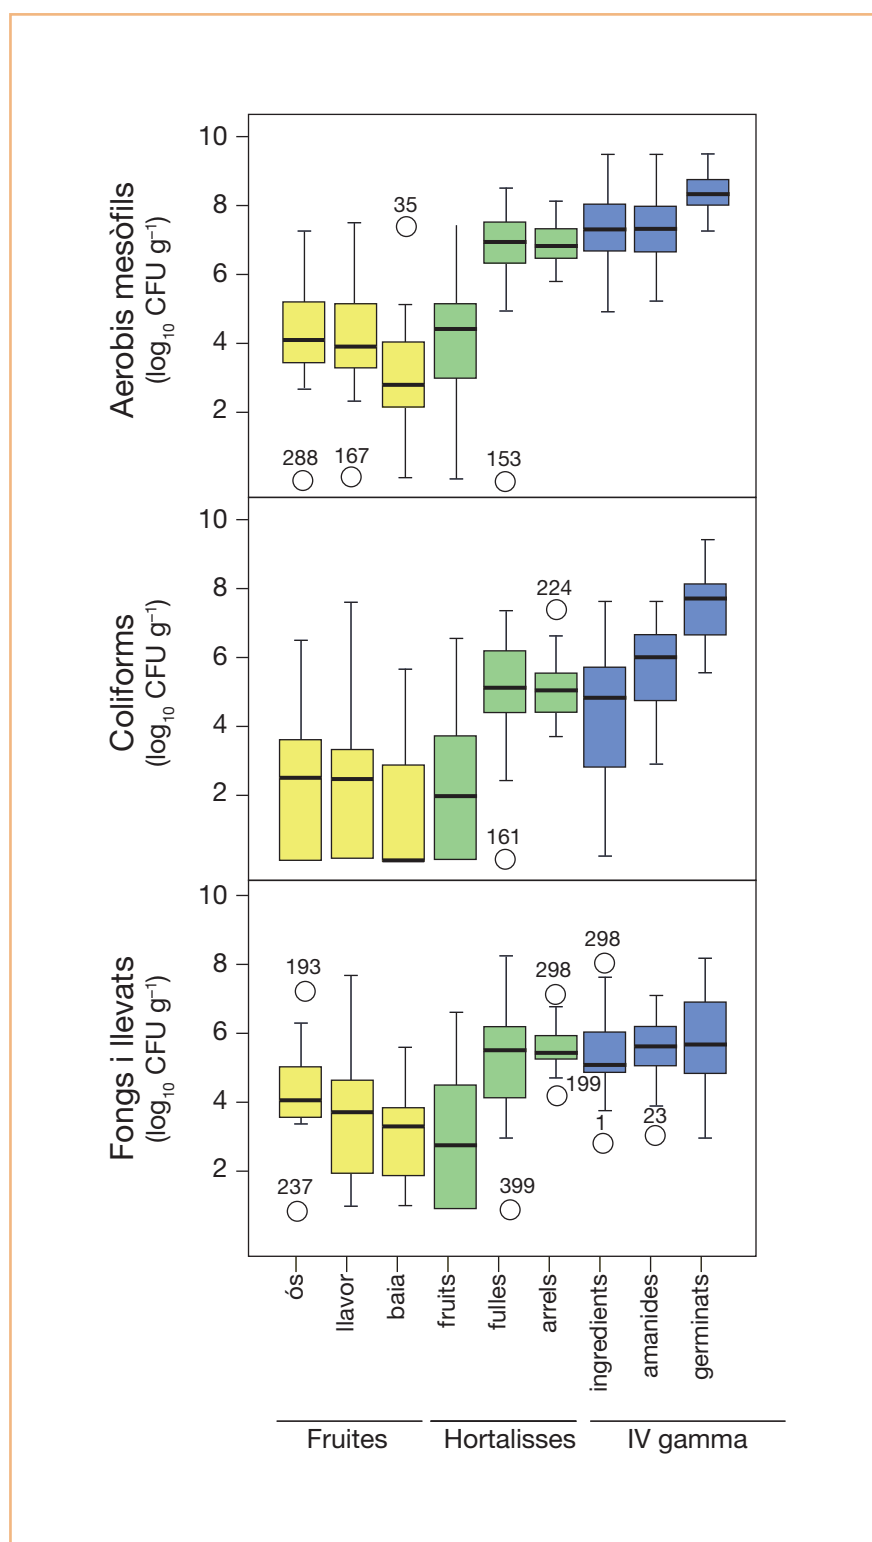 Aerobis mesòfils
(log₁₀ CFU g⁻¹)
10
8
6
4
2
35
288
167
153
Coliforms
(log₁₀ CFU g⁻¹)
10
8
6
4
2
224
161
Fongs i llevats
(log₁₀ CFU g⁻¹)
10
8
6
4
2
193
298
298
199
1
23
237
399
ós
llavor
baia
fruits
fulles
arrels
ingredients
amanides
germinats
Fruites
Hortalisses
IV gamma